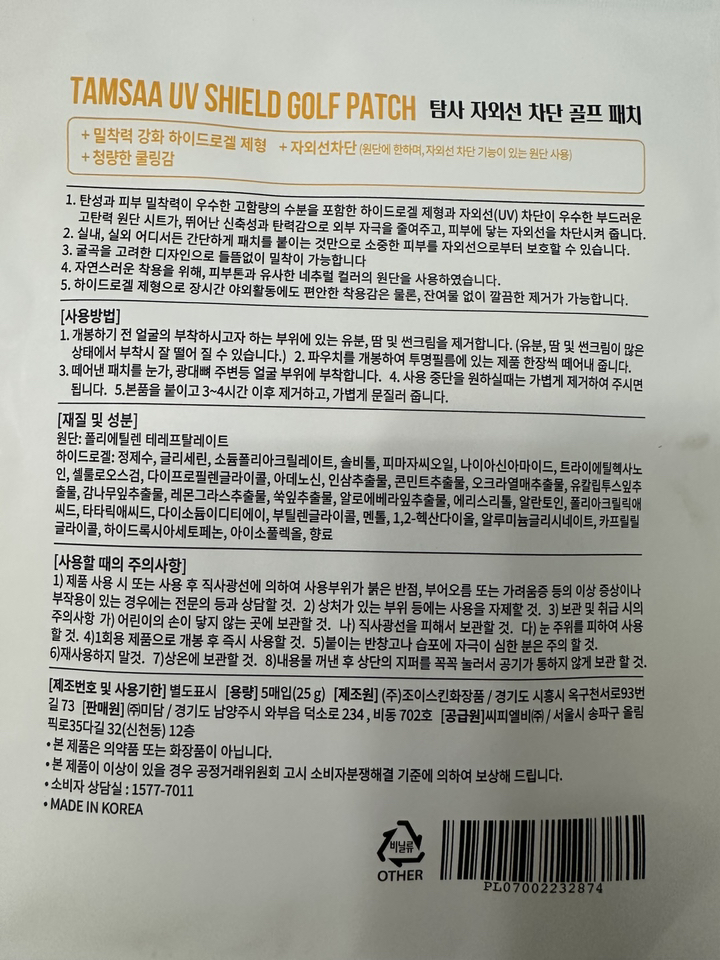 TAMSAA UV SHIELD GOLF PATCH 탐사 자외선 차단 골프 패치
+ 밀착력 강화 하이드로겔 제형 + 자외선차단 (원단에 한하며, 자외선 차단 기능이 있는 원단 사용)
+ 청량한 쿨링감
1. 탄성과 피부 밀착력이 우수한 고함량의 수분을 포함한 하이드로겔 제형과 자외선(UV) 차단이 우수한 부드러운
고탄력 원단 시트가, 뛰어난 신축성과 탄력감으로 외부 자극을 줄여주고, 피부에 닿는 자외선을 차단시켜 줍니다.
2. 실내, 실외 어디서든 간단하게 패치를 붙이는 것만으로 소중한 피부를 자외선으로부터 보호할 수 있습니다.
3. 굴곡을 고려한 디자인으로 들뜸없이 밀착이 가능합니다
4. 자연스러운 착용을 위해, 피부톤과 유사한 네추럴 컬러의 원단을 사용하였습니다.
5. 하이드로겔 제형으로 장시간 야외활동에도 편안한 착용감은 물론, 잔여물 없이 깔끔한 제거가 가능합니다.
[사용방법]
1. 개봉하기 전 얼굴의 부착하시고자 하는 부위에 있는 유분, 땀 및 썬크림을 제거합니다. (유분, 땀 및 썬크림이 많은
상태에서 부착시 잘 떨어 질 수 있습니다.) 2. 파우치를 개봉하여 투명필름에 있는 제품 한장씩 떼어내 줍니다.
3. 떼어낸 패치를 눈가, 광대뼈 주변등 얼굴 부위에 부착합니다. 4. 사용 중단을 원하실때는 가볍게 제거하여 주시면
됩니다. 5.본품을 붙이고 3~4시간 이후 제거하고, 가볍게 문질러 줍니다.
[재질 및 성분]
원단: 폴리에틸렌 테레프탈레이트
하이드로겔: 정제수, 글리세린, 소듐폴리아크릴레이트, 솔비톨, 피마자씨오일, 나이아신아마이드, 트라이에틸헥사노
인, 셀룰로오스검, 다이프로필렌글라이콜, 아데노신, 인삼추출물, 콘민트추출물, 오크라열매추출물, 유칼립투스잎추
출물, 감나무잎추출물, 레몬그라스추출물, 쑥잎추출물, 알로에베라잎추출물, 에리스리톨, 알란토인, 폴리아크릴릭애
씨드, 타타릭애씨드, 다이소듐이디티에이, 부틸렌글라이콜, 멘톨, 1,2-헥산다이올, 알루미늄글리시네이트, 카프릴릴
글라이콜, 하이드록시아세토페논, 아이소풀렉올, 향료
[사용할 때의 주의사항]
1) 제품 사용 시 또는 사용 후 직사광선에 의하여 사용부위가 붉은 반점, 부어오름 또는 가려움증 등의 이상 증상이나
부작용이 있는 경우에는 전문의 등과 상담할 것. 2) 상처가 있는 부위 등에는 사용을 자제할 것. 3) 보관 및 취급 시의
주의사항 가) 어린이의 손이 닿지 않는 곳에 보관할 것. 나) 직사광선을 피해서 보관할 것. 다) 눈 주위를 피하여 사용
할 것. 4)1회용 제품으로 개봉 후 즉시 사용할 것. 5)붙이는 반창고나 습포에 자극이 심한 분은 주의 할 것.
6)재사용하지 말것. 7)상온에 보관할 것. 8)내용물 꺼낸 후 상단의 지퍼를 꼭꼭 눌러서 공기가 통하지 않게 보관 할 것.
[제조번호 및 사용기한] 별도표시 [용량] 5매입(25 g) [제조원] (주)조이스킨화장품 / 경기도 시흥시 옥구천서로93번
길 73 [판매원] ㈜미담 / 경기도 남양주시 와부읍 덕소로 234 , 비동 702호 [공급원]씨피엘비㈜ / 서울시 송파구 올림
픽로35다길 32(신천동) 12층
• 본 제품은 의약품 또는 화장품이 아닙니다.
• 본 제품이 이상이 있을 경우 공정거래위원회 고시 소비자분쟁해결 기준에 의하여 보상해 드립니다.
• 소비자 상담실 : 1577-7011
• MADE IN KOREA
비닐류
OTHER
PL07002232874